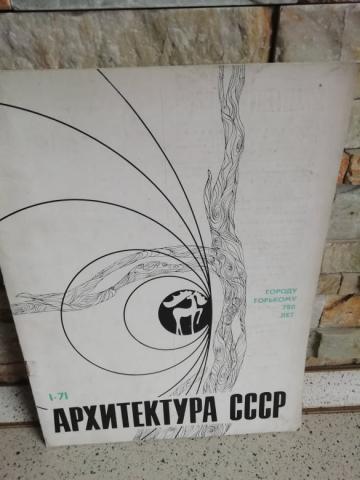 ГОРОДУ
ГОРЬКОМУ
750
ЛЕТ
1·71
АРХИТЕКТУРА СССР